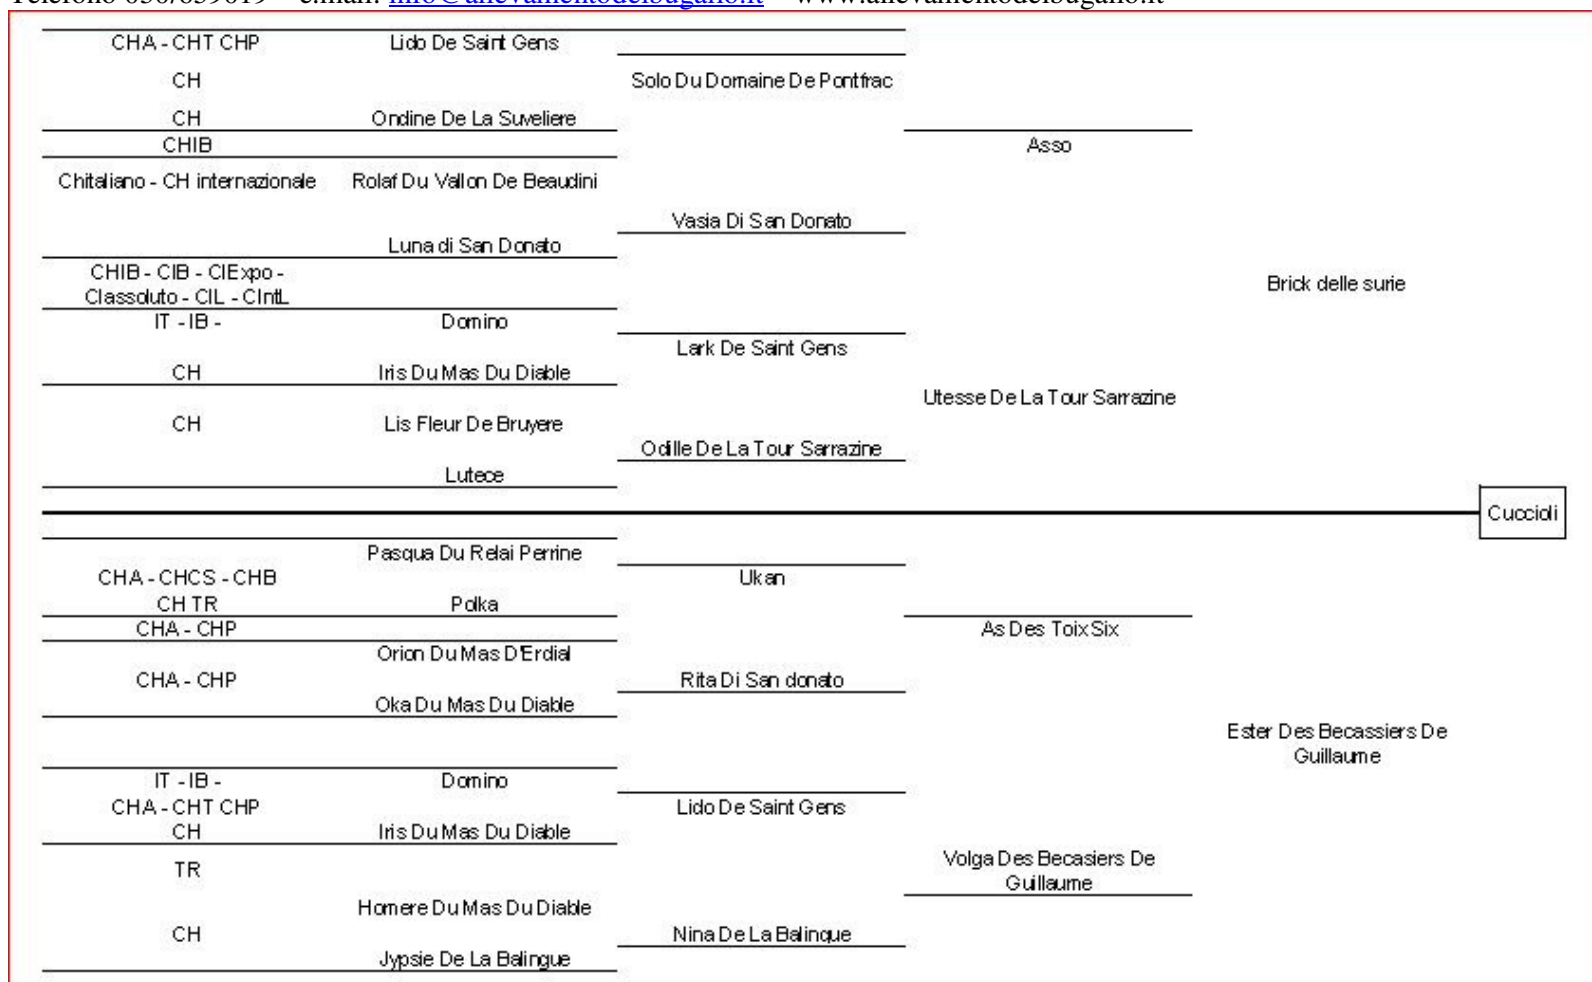 info@allevamentodelbugano.it
CHA - CHT CHP Lido De Saint Gens
CH Solo Du Domaine De Pontfrac
CH Ondine De La Suveliere
CHIB Asso
Chitaliano - CH internazionale Rolaf Du Vallon De Beaudini
Vasia Di San Donato
Luna di San Donato
CHIB - CIB - CIExpo -
Classoluto - CIL - CIntL
Brick delle surie
IT - IB - Domino
Lark De Saint Gens
CH Iris Du Mas Du Diable
Utesse De La Tour Sarrazine
CH Lis Fleur De Bruyere
Odille De La Tour Sarrazine
Lutece
Cuccioli
Pasqua Du Relai Perrine
CHA - CHCS - CHB Ukan
CH TR Polka
CHA - CHP As Des Toix Six
Orion Du Mas D'Erdial
CHA - CHP Rita Di San donato
Oka Du Mas Du Diable
Ester Des Becassiers De
Guillaume
IT - IB - Domino
CHA - CHT CHP Lido De Saint Gens
CH Iris Du Mas Du Diable
TR Volga Des Becasiers De
Guillaume
Homere Du Mas Du Diable
CH Nina De La Balinque
Jypsie De La Balingue